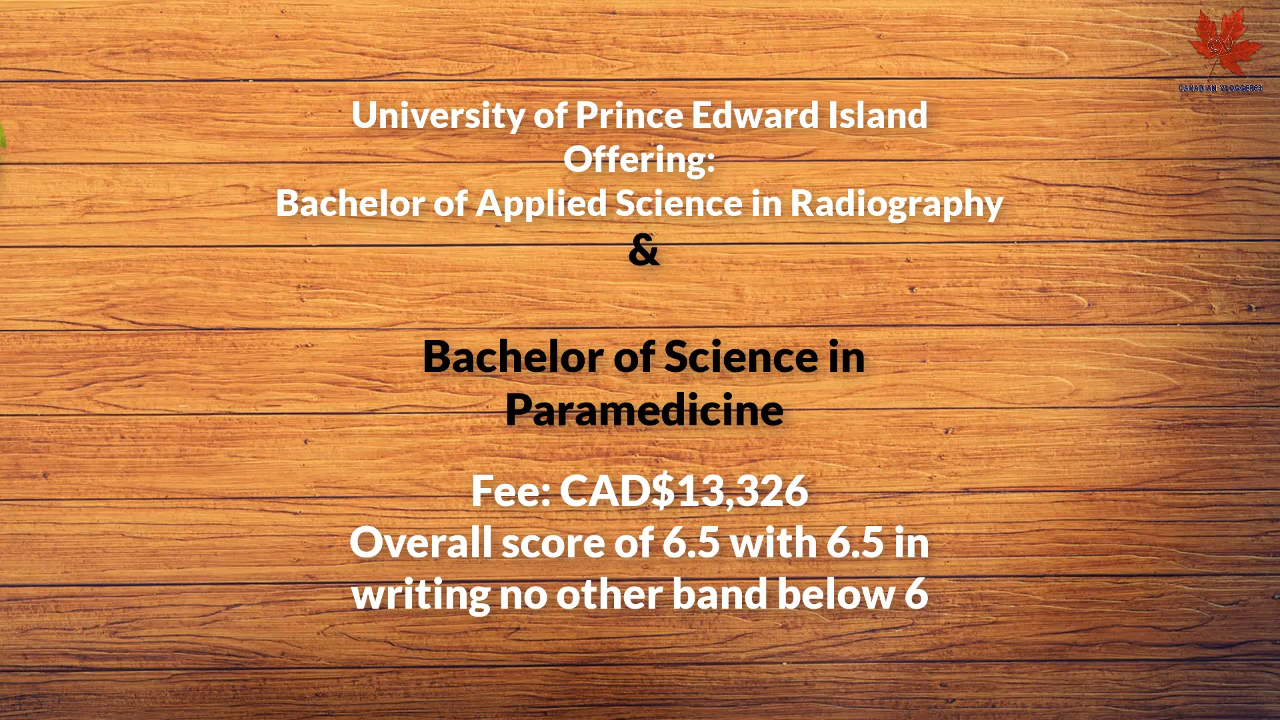 University of Prince Edward Island
Offering:
Bachelor of Applied Science in Radiography
&
Bachelor of Science in
Paramedicine
Fee: CAD$13,326
Overall score of 6.5 with 6.5 in
writing no other band below 6